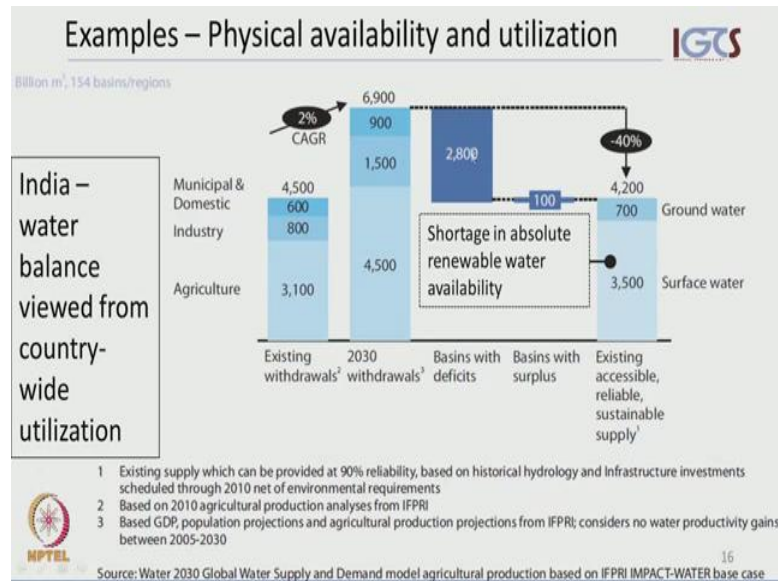 Examples – Physical availability and utilization
IGCS
Billion m³, 154 basins/regions
India –
water
balance
viewed from
country-
wide
utilization
2%
CAGR
6,900
900
1,500
4,500
2,800
100
-40%
4,200
700
3,500
Ground water
Surface water
Municipal &
Domestic
Industry
Agriculture
4,500
600
800
3,100
Shortage in absolute
renewable water
availability
Existing
withdrawals²
2030
withdrawals³
Basins with
deficits
Basins with
surplus
Existing
accessible,
reliable,
sustainable
supply¹
1 Existing supply which can be provided at 90% reliability, based on historical hydrology and Infrastructure investments
scheduled through 2010 net of environmental requirements
2 Based on 2010 agricultural production analyses from IFPRI
3 Based GDP, population projections and agricultural production projections from IFPRI; considers no water productivity gains
between 2005-2030
NPTEL
16
Source: Water 2030 Global Water Supply and Demand model agricultural production based on IFPRI IMPACT-WATER base case